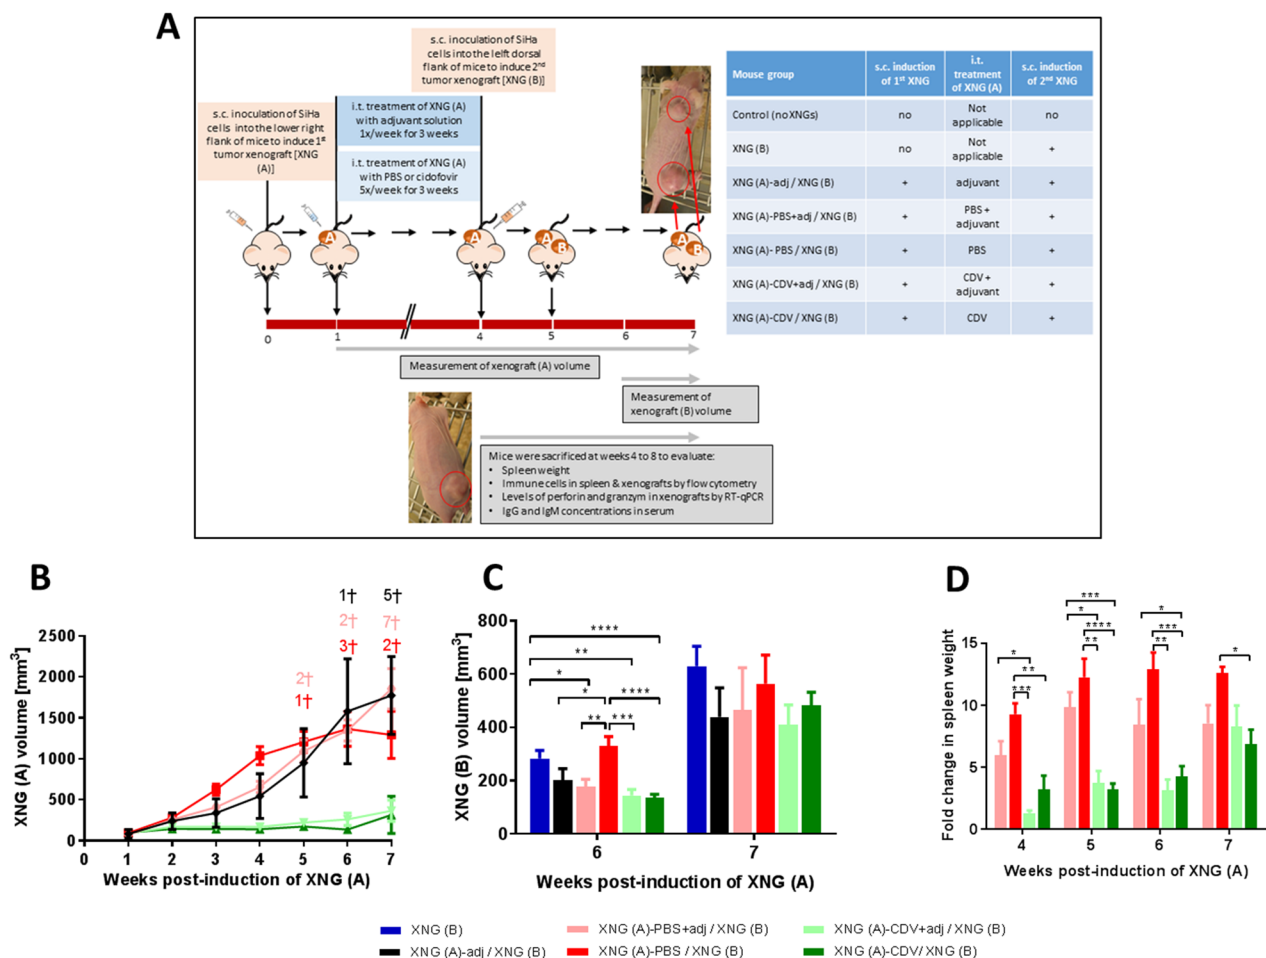 A
s.c. inoculation of SiHa
cells into the lower right
flank of mice to induce 1st
tumor xenograft [XNG
(A)]
i.t. treatment of XNG (A)
with adjuvant solution
1x/week for 3 weeks
i.t. treatment of XNG (A)
with PBS or cidofovir
5x/week for 3 weeks
s.c. inoculation of SiHa
cells into the left dorsal
flank of mice to induce 2nd
tumor xenograft [XNG (B)]
A
A
A
B
A
B
0
1
4
5
6
7
Measurement of xenograft (A) volume
Measurement of
xenograft (B) volume
Mice were sacrificed at weeks 4 to 8 to evaluate:
• Spleen weight
• Immune cells in spleen & xenografts by flow cytometry
• Levels of perforin and granzym in xenografts by RT-qPCR
• IgG and IgM concentrations in serum
Mouse group
s.c. induction
of 1st XNG
i.t.
treatment
of XNG (A)
s.c. induction
of 2nd XNG
Control (no XNGs)
no
Not
applicable
no
XNG (B)
no
Not
applicable
+
XNG (A)-adj / XNG (B)
+
adjuvant
+
XNG (A)-PBS+adj / XNG (B)
+
PBS +
adjuvant
+
XNG (A)- PBS / XNG (B)
+
PBS
+
XNG (A)-CDV+adj / XNG (B)
+
CDV +
adjuvant
+
XNG (A)-CDV / XNG (B)
+
CDV
+
B
XNG (A) volume [mm³]
2500
2000
1500
1000
500
0
0 1 2 3 4 5 6 7
Weeks post-induction of XNG (A)
2†
1†
1†
2†
3†
5†
7†
2†
C
XNG (B) volume [mm³]
800
600
400
200
0
6 7
Weeks post-induction of XNG (A)
****
**
*
*
****
**
***
D
Fold change in spleen weight
15
10
5
0
4 5 6 7
Weeks post-induction of XNG (A)
*
**
***
***
*
****
**
*
***
**
*
XNG (B)
XNG (A)-adj / XNG (B)
XNG (A)-PBS+adj / XNG (B)
XNG (A)-PBS / XNG (B)
XNG (A)-CDV+adj / XNG (B)
XNG (A)-CDV/ XNG (B)